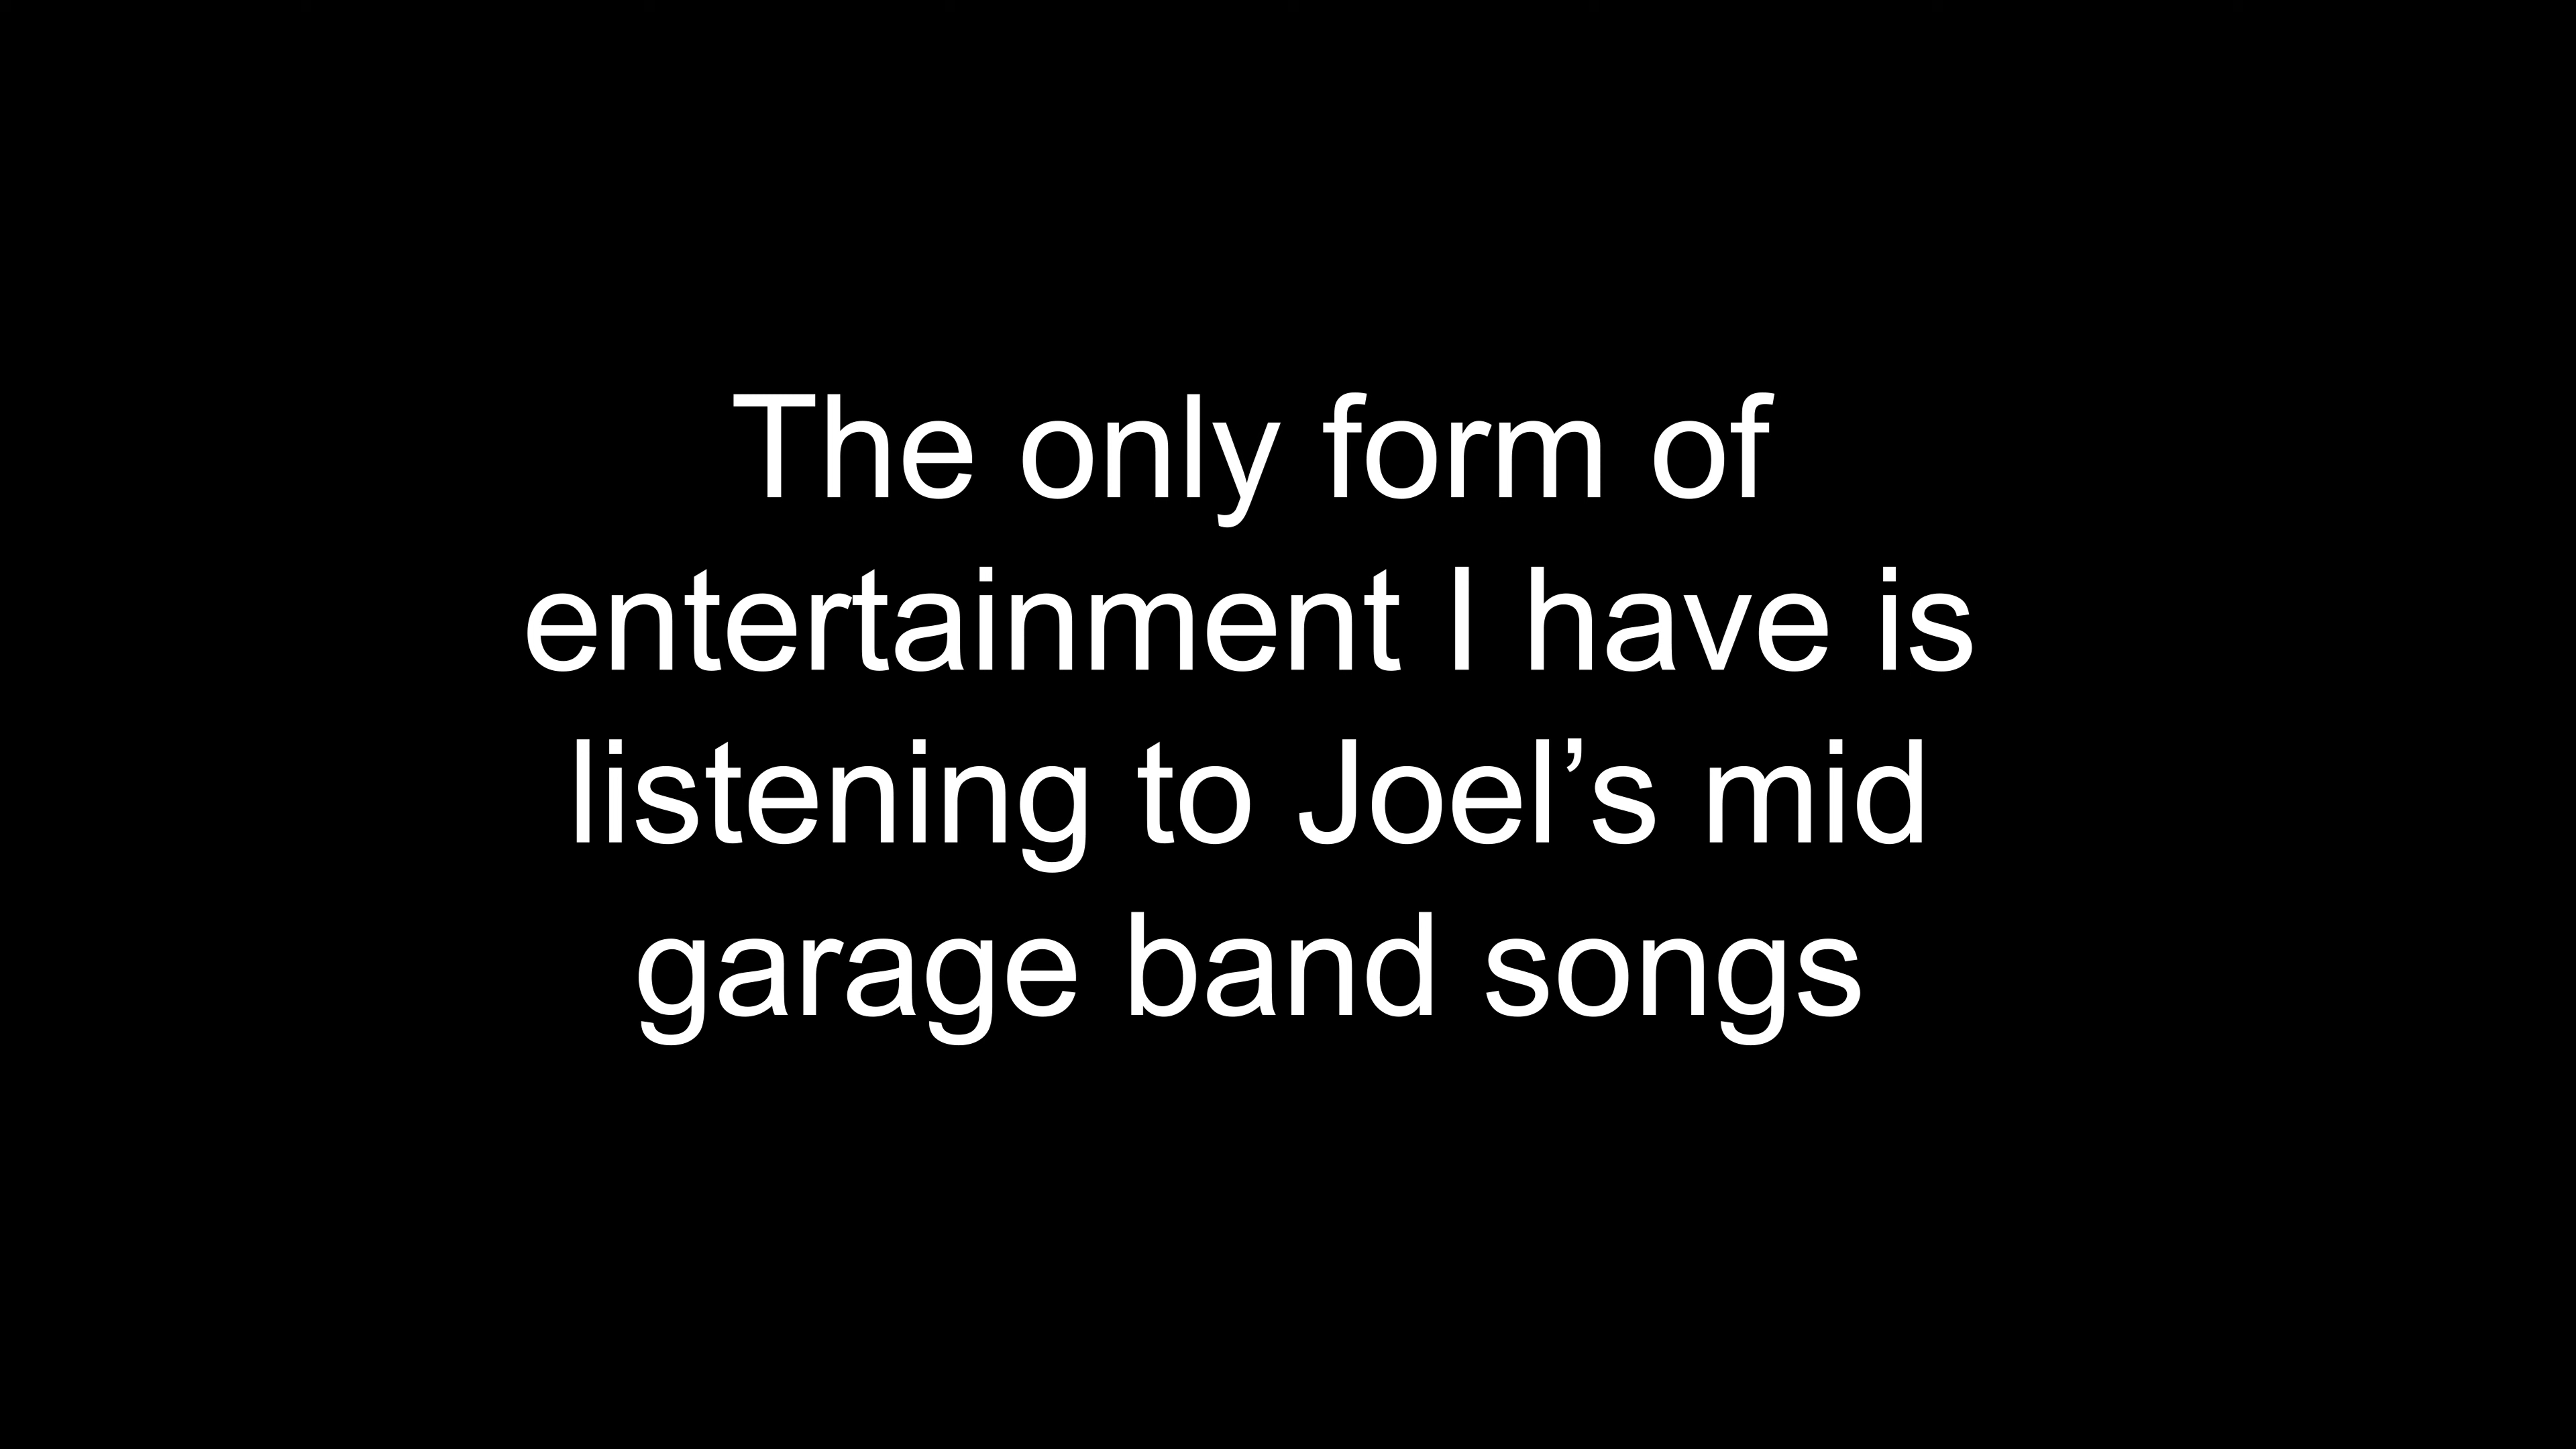 The only form of
entertainment I have is
listening to Joel’s mid
garage band songs